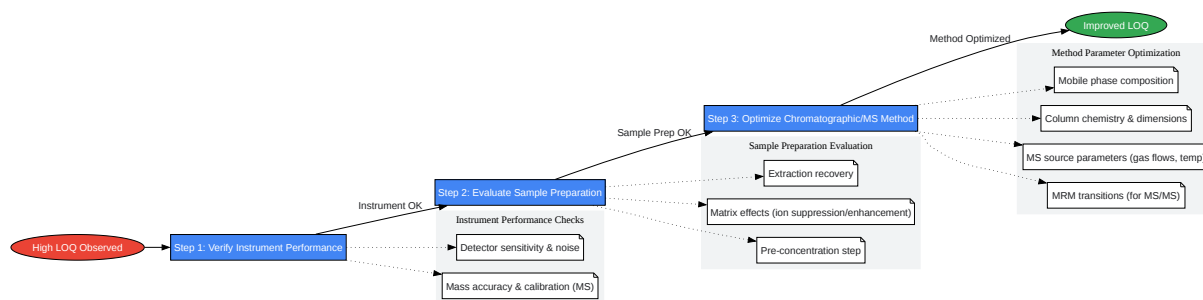 High LOQ Observed
Step 1: Verify Instrument Performance
Instrument OK
Instrument Performance Checks
Detector sensitivity & noise
Mass accuracy & calibration (MS)
Step 2: Evaluate Sample Preparation
Sample Prep OK
Sample Preparation Evaluation
Extraction recovery
Matrix effects (ion suppression/enhancement)
Pre-concentration step
Step 3: Optimize Chromatographic/MS Method
Method Optimized
Improved LOQ
Method Parameter Optimization
Mobile phase composition
Column chemistry & dimensions
MS source parameters (gas flows, temp)
MRM transitions (for MS/MS)